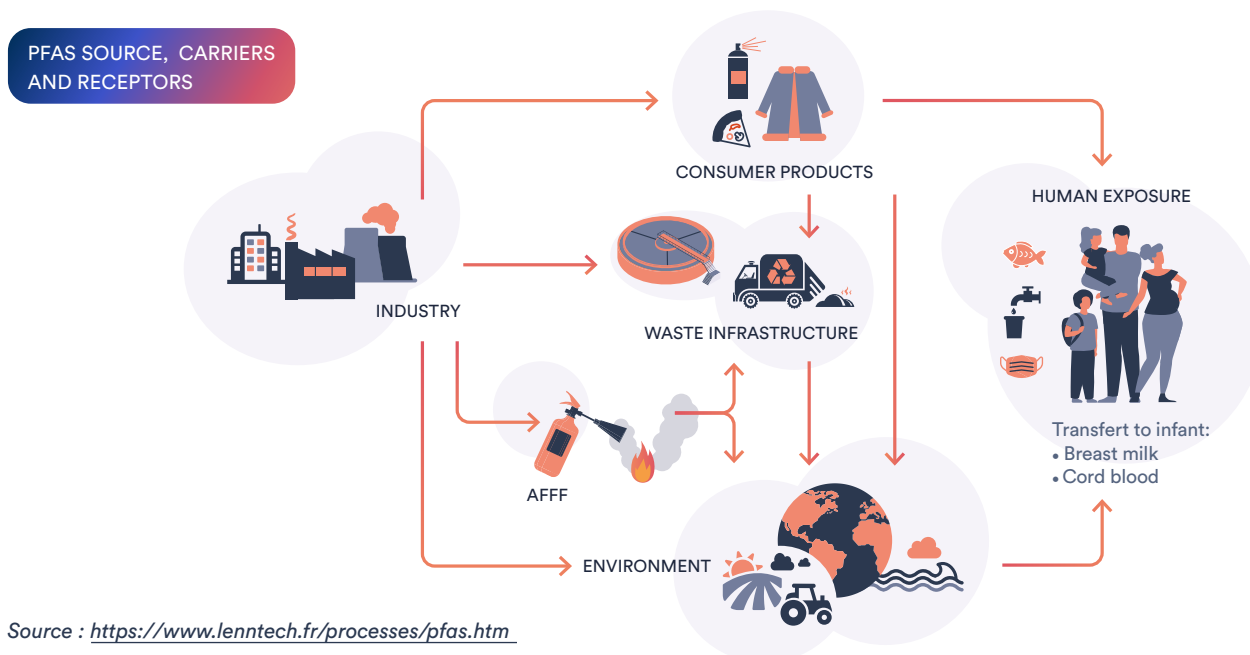 PFAS SOURCE, CARRIERS
AND RECEPTORS
CONSUMER PRODUCTS
HUMAN EXPOSURE
INDUSTRY
WASTE INFRASTRUCTURE
Transfert to infant:
• Breast milk
• Cord blood
AFFF
ENVIRONMENT
Source : https://www.lenntech.fr/processes/pfas.htm